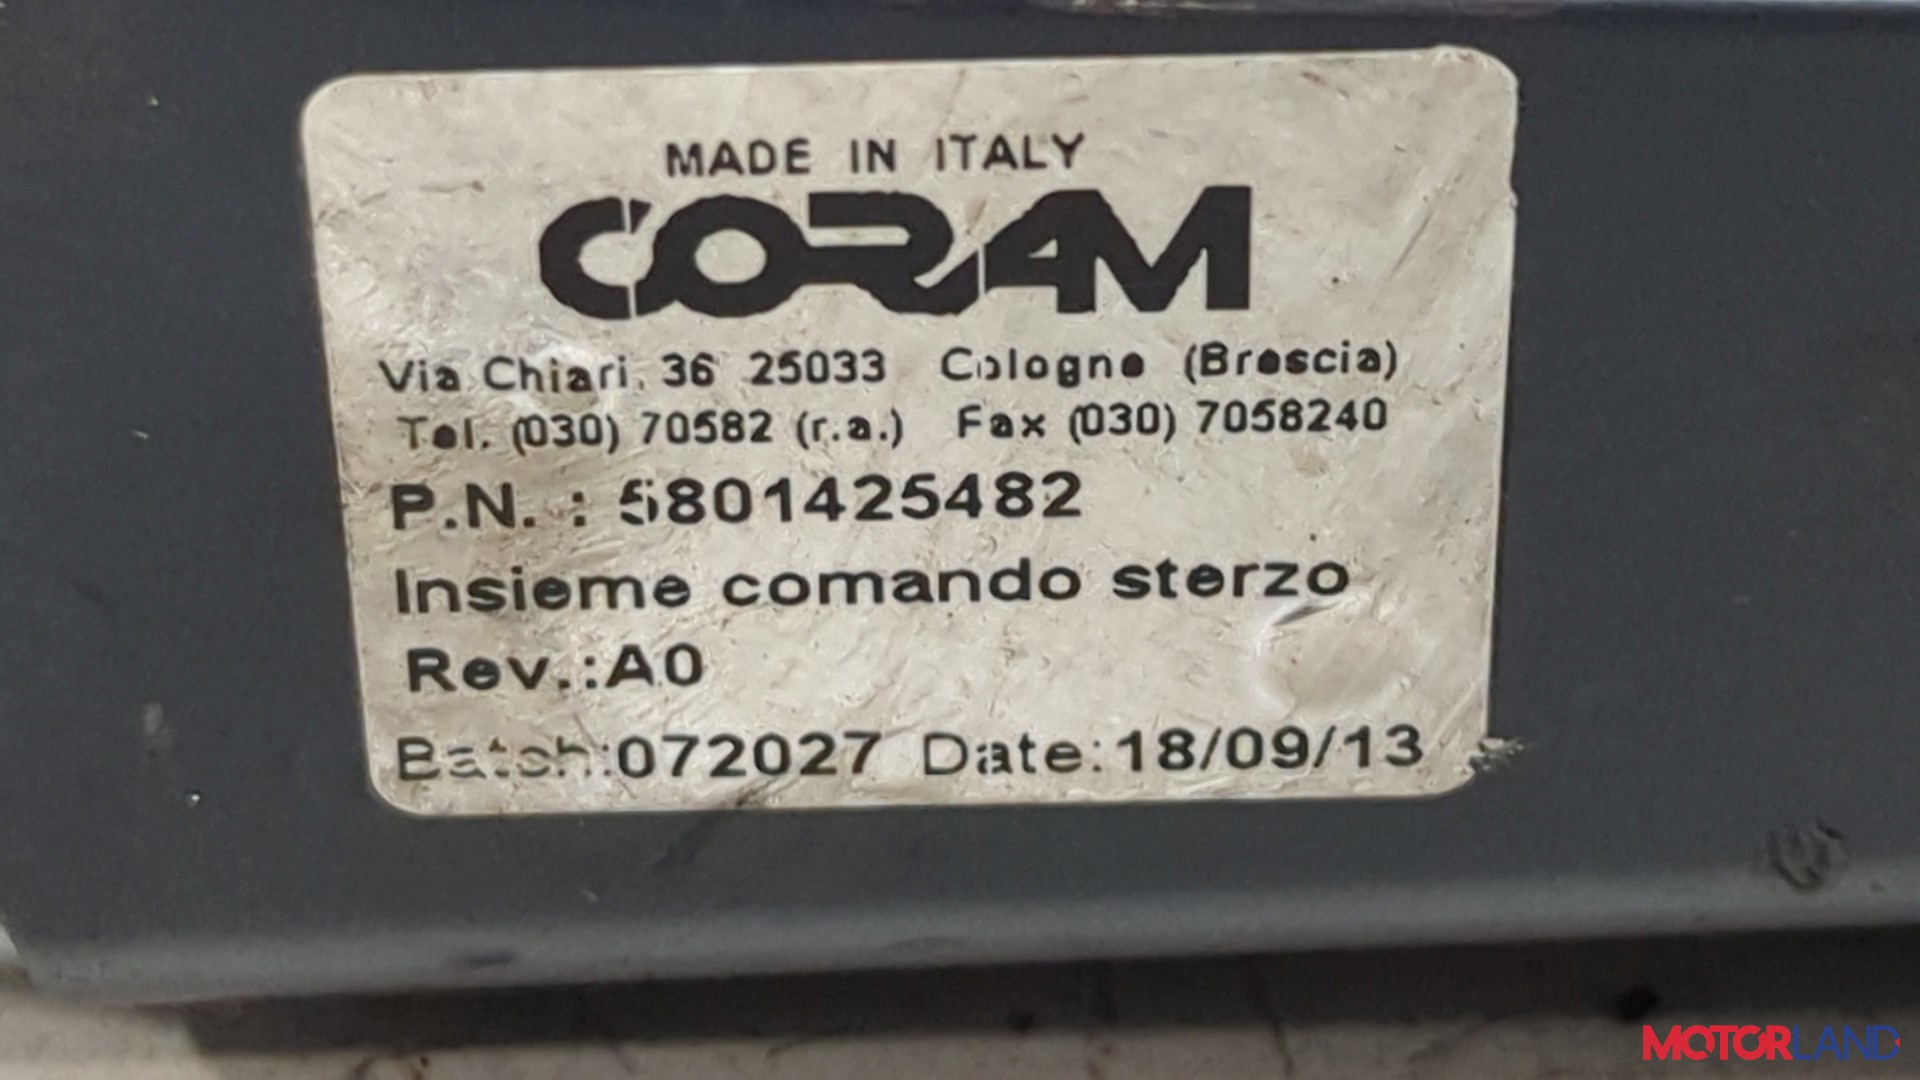 MADE IN ITALY
CORAM
Via Chiari, 36 25033 Cologne (Brescia)
Tel. (030) 70582 (r.a.) Fax (030) 7058240
P.N. : 5801425482
Insieme comando sterzo
Rev.:A0
Batch:072027 Date:18/09/13
MOTORLAND